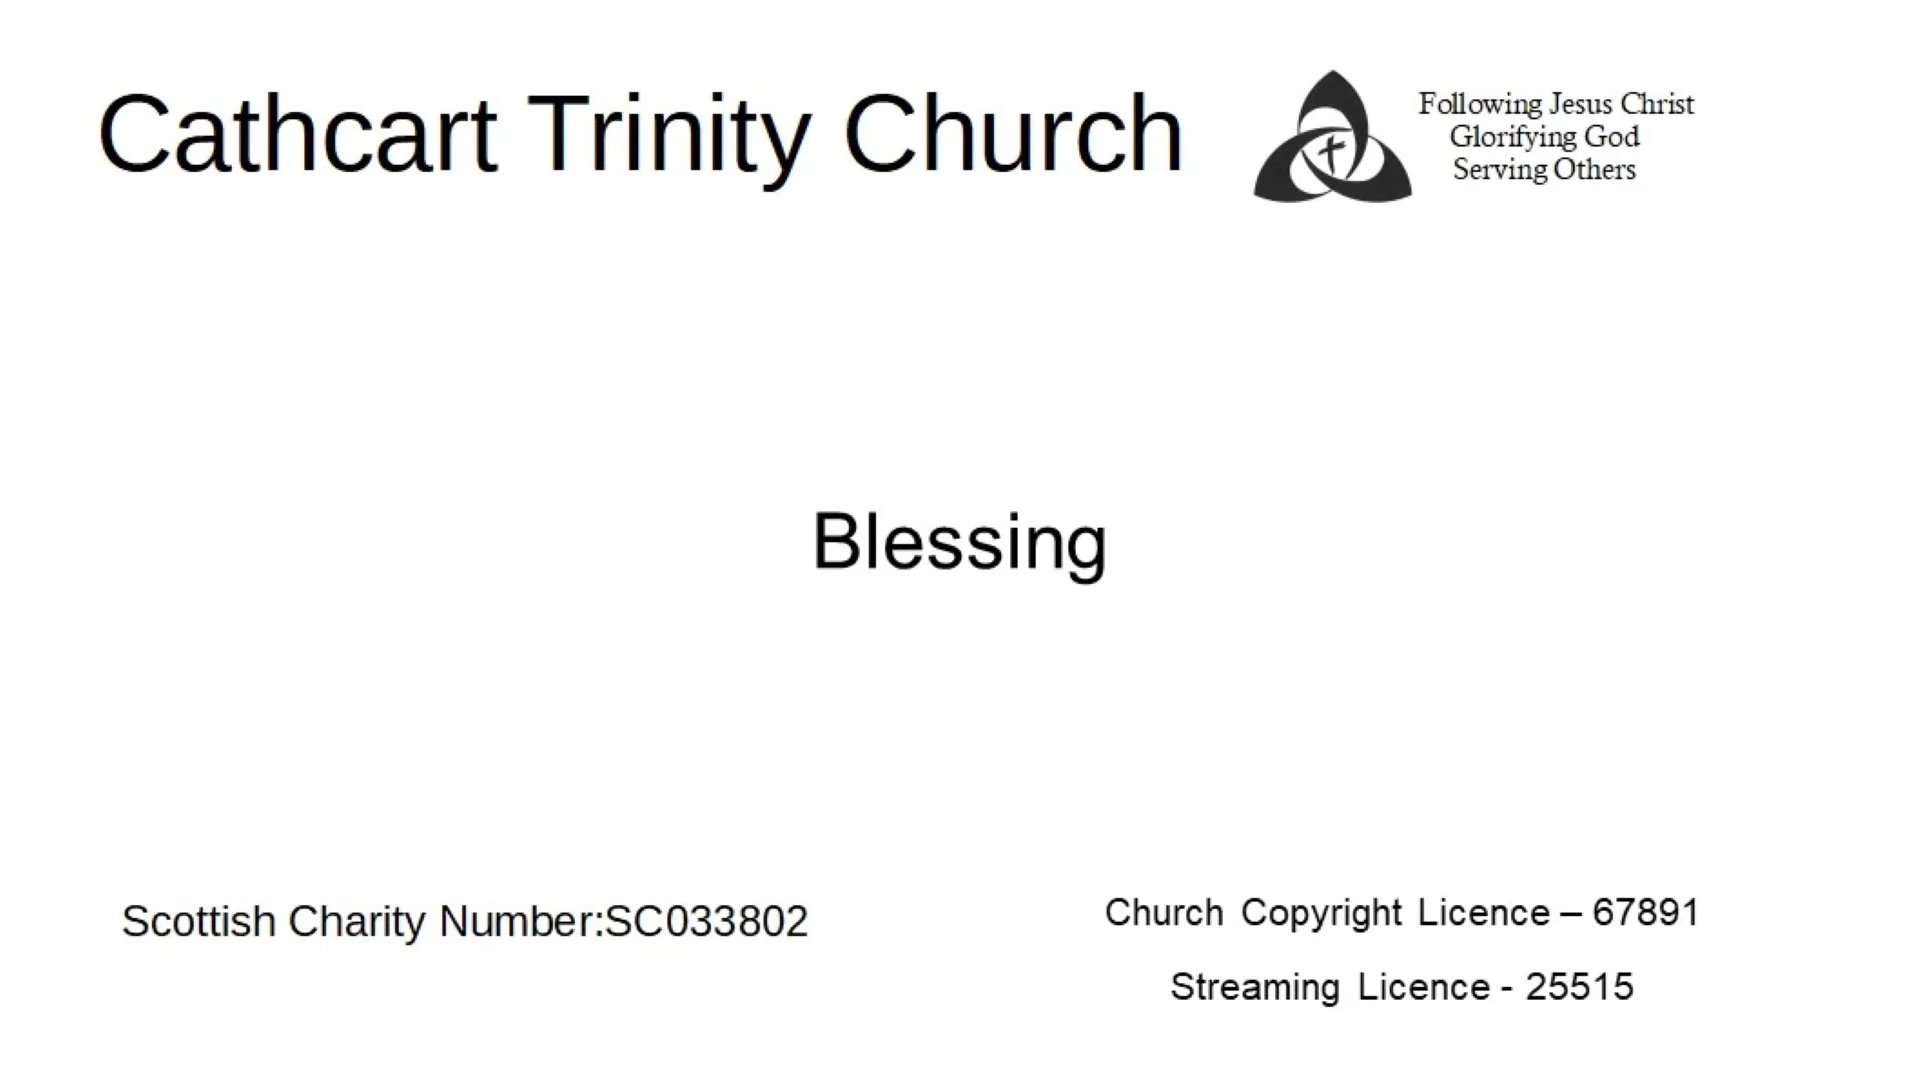 Cathcart Trinity Church
Following Jesus Christ
Glorifying God
Serving Others
Blessing
Scottish Charity Number:SC033802
Church Copyright Licence – 67891
Streaming Licence - 25515